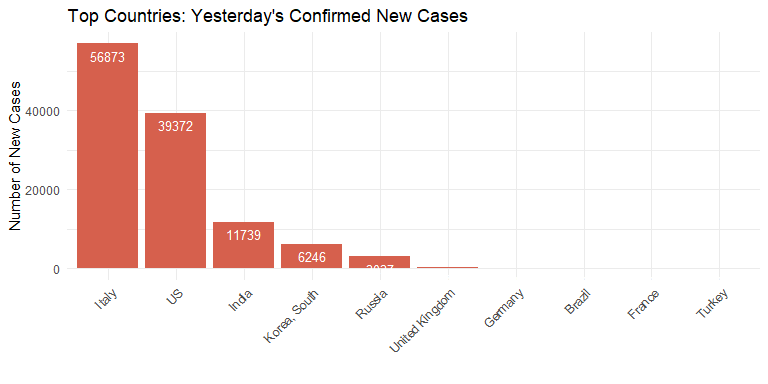 Top Countries: Yesterday's Confirmed New Cases
Number of New Cases
40000
20000
0
56873
39372
11739
6246
Italy
US
India
Korea, South
Russia
United Kingdom
Germany
Brazil
France
Turkey